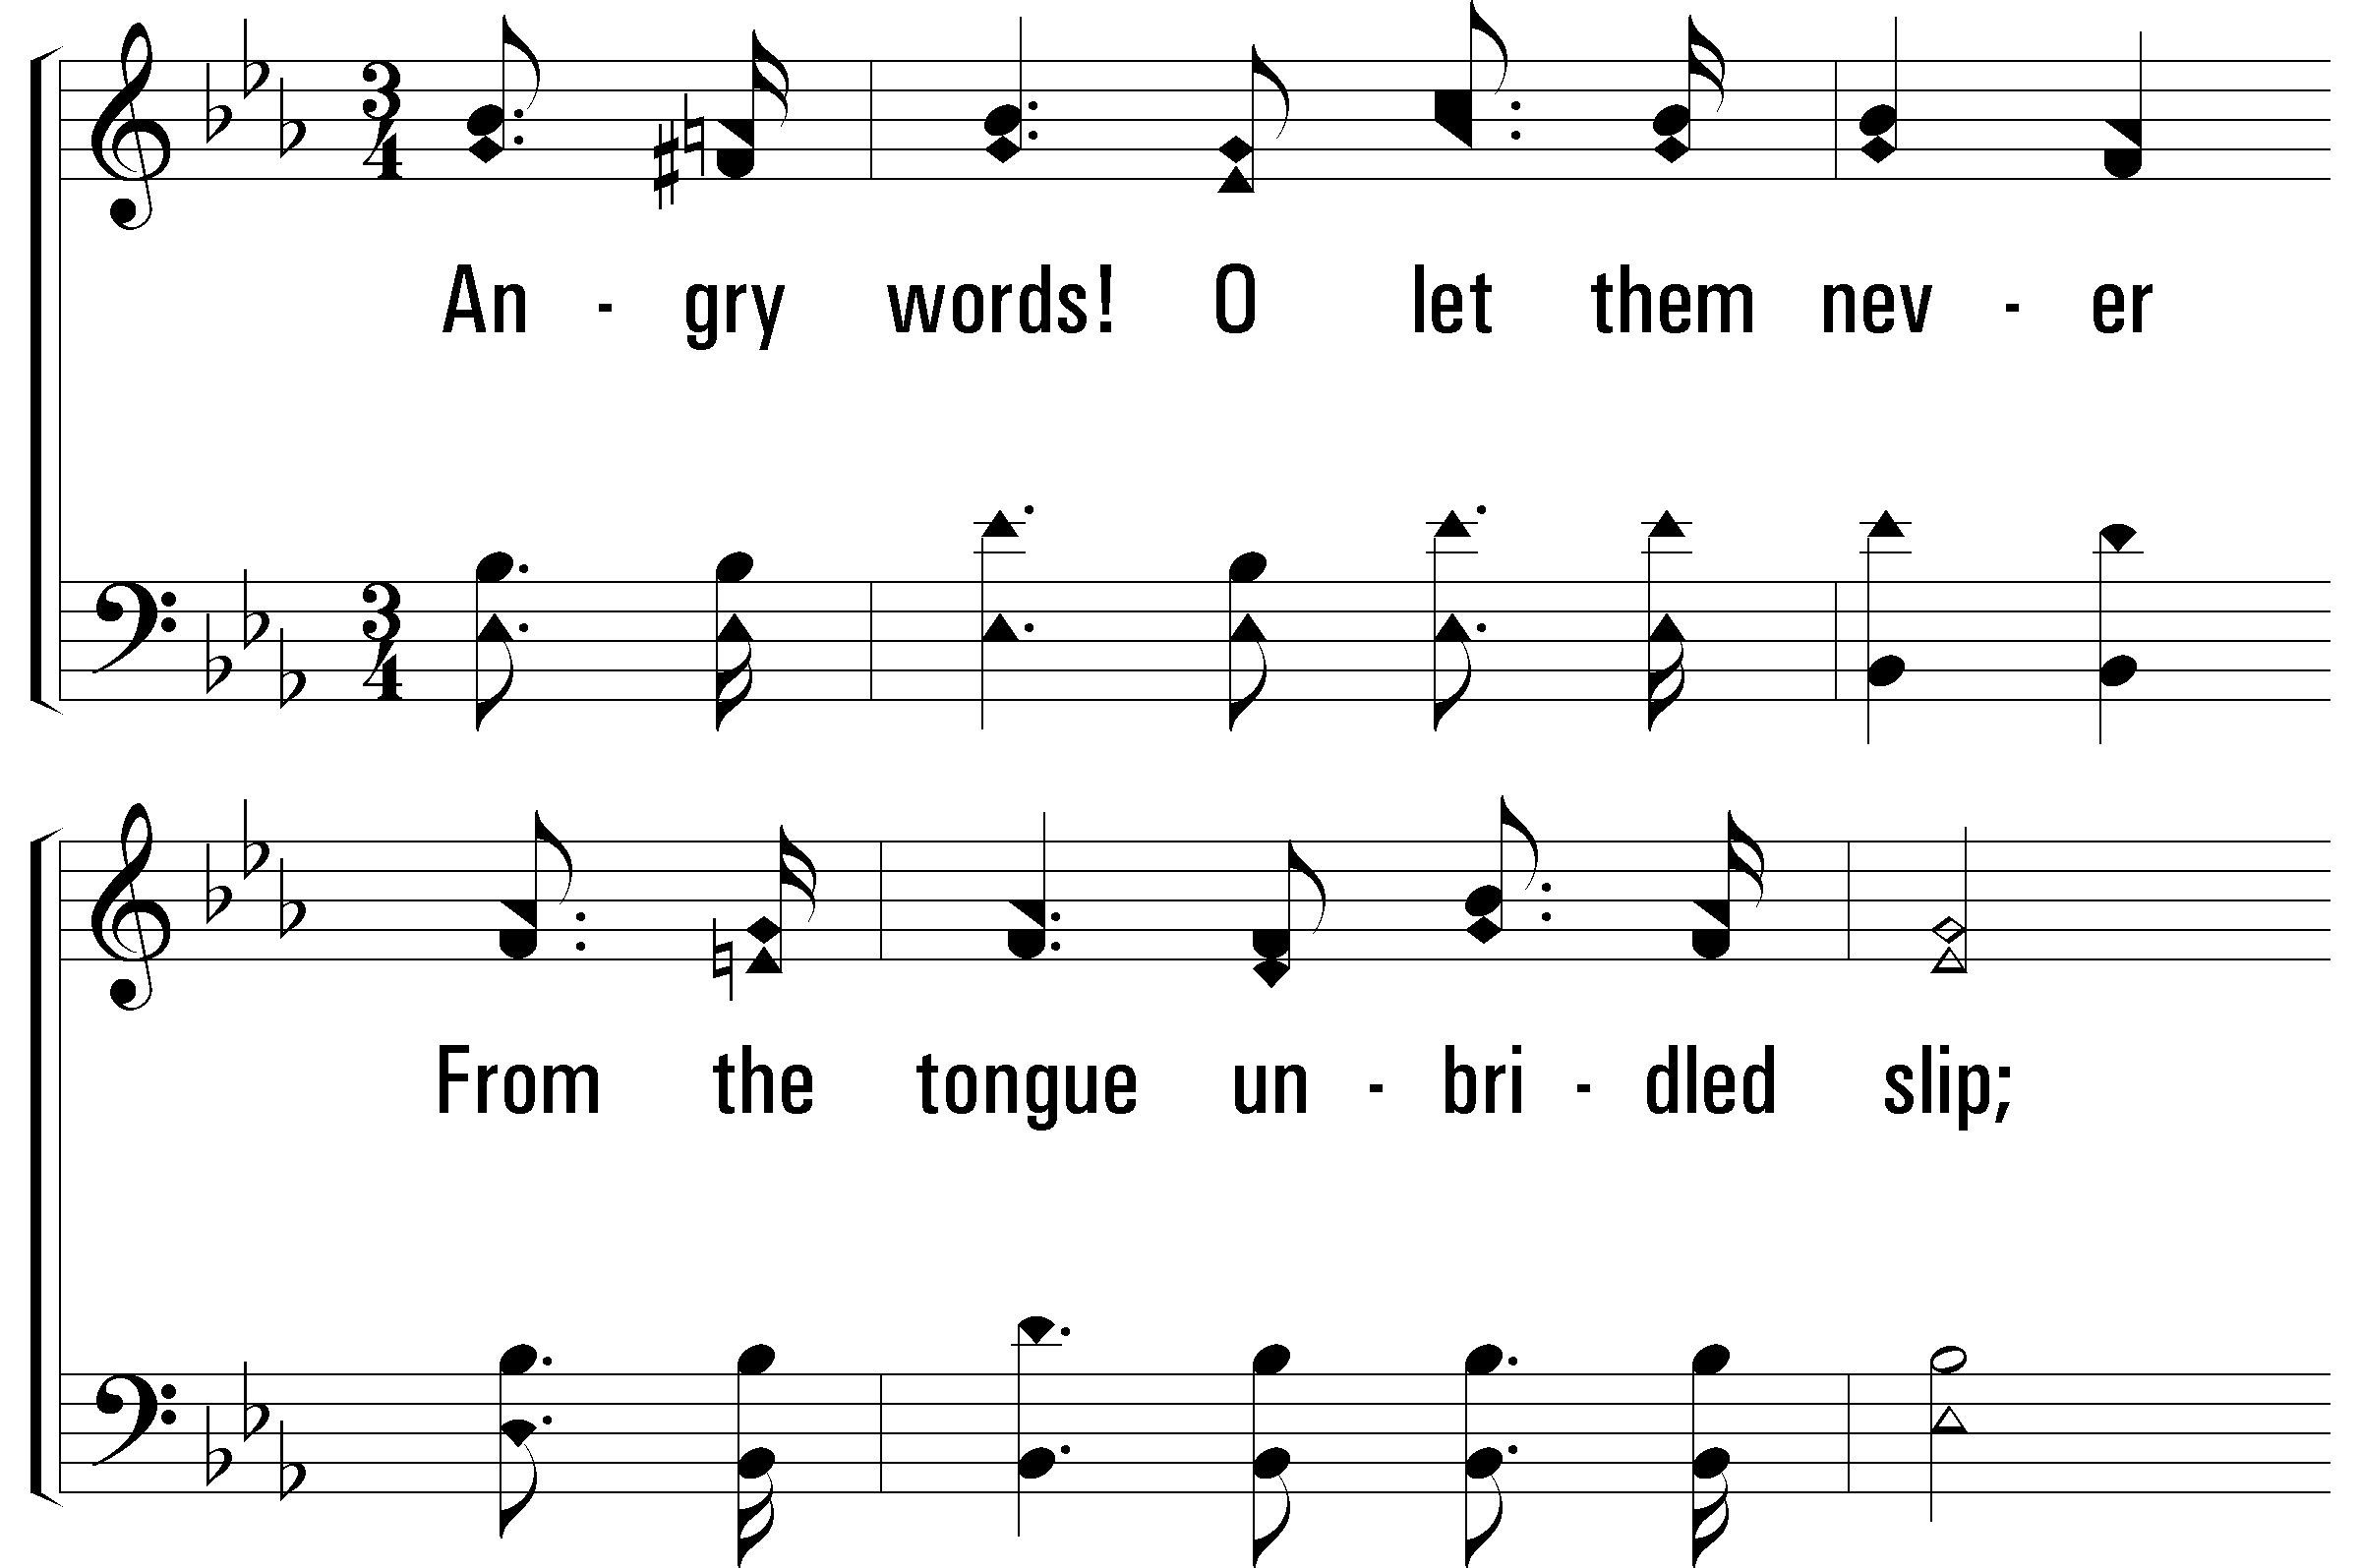 An - gry words! O let them nev - er
From the tongue un - bri - dled slip;